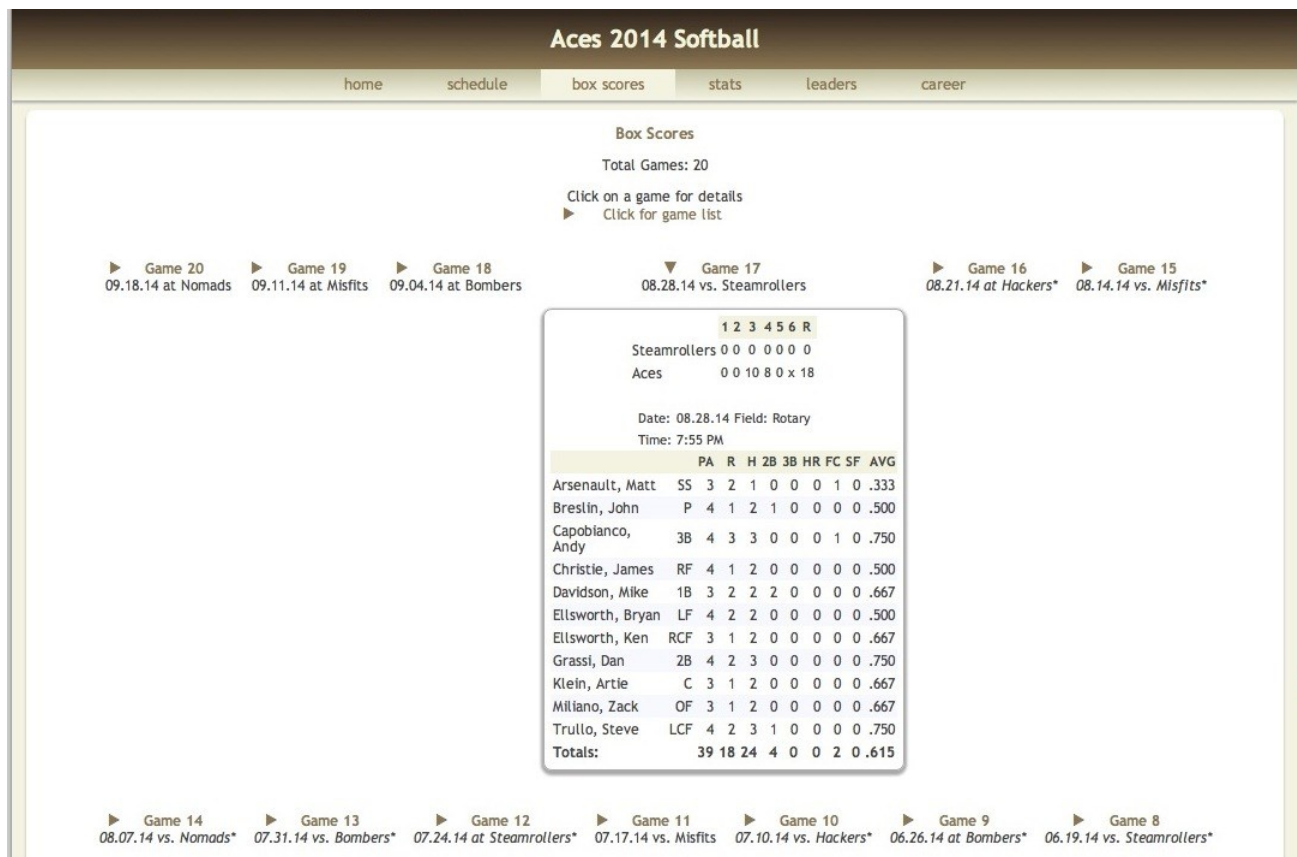 Aces 2014 Softball
home schedule box scores stats leaders career
Box Scores
Total Games: 20
Click on a game for details
Click for game list
Game 20 Game 19 Game 18 Game 17 Game 16 Game 15
09.18.14 at Nomads 09.11.14 at Misfits 09.04.14 at Bombers 08.28.14 vs. Steamrollers 08.21.14 at Hackers* 08.14.14 vs. Misfits*
1 2 3 4 5 6 R
Steamrollers 0 0 0 0 0 0 0
Aces 0 0 10 8 0 x 18
Date: 08.28.14 Field: Rotary
Time: 7:55 PM
PA R H 2B 3B HR FC SF AVG
Arsenault, Matt SS 3 2 1 0 0 0 1 0 .333
Breslin, John P 4 1 2 1 0 0 0 0 .500
Capobianco,
Andy 3B 4 3 3 0 0 0 1 0 .750
Christie, James RF 4 1 2 0 0 0 0 0 .500
Davidson, Mike 1B 3 2 2 2 0 0 0 0 .667
Ellsworth, Bryan LF 4 2 2 0 0 0 0 0 .500
Ellsworth, Ken RCF 3 1 2 0 0 0 0 0 .667
Grassi, Dan 2B 4 2 3 0 0 0 0 0 .750
Klein, Artie C 3 1 2 0 0 0 0 0 .667
Miliano, Zack OF 3 1 2 0 0 0 0 0 .667
Trullo, Steve LCF 4 2 3 1 0 0 0 0 .750
Totals: 39 18 24 4 0 0 2 0 .615
Game 14 Game 13 Game 12 Game 11 Game 10 Game 9 Game 8
08.07.14 vs. Nomads* 07.31.14 vs. Bombers* 07.24.14 at Steamrollers* 07.17.14 vs. Misfits 07.10.14 vs. Hackers* 06.26.14 at Bombers* 06.19.14 vs. Steamrollers*